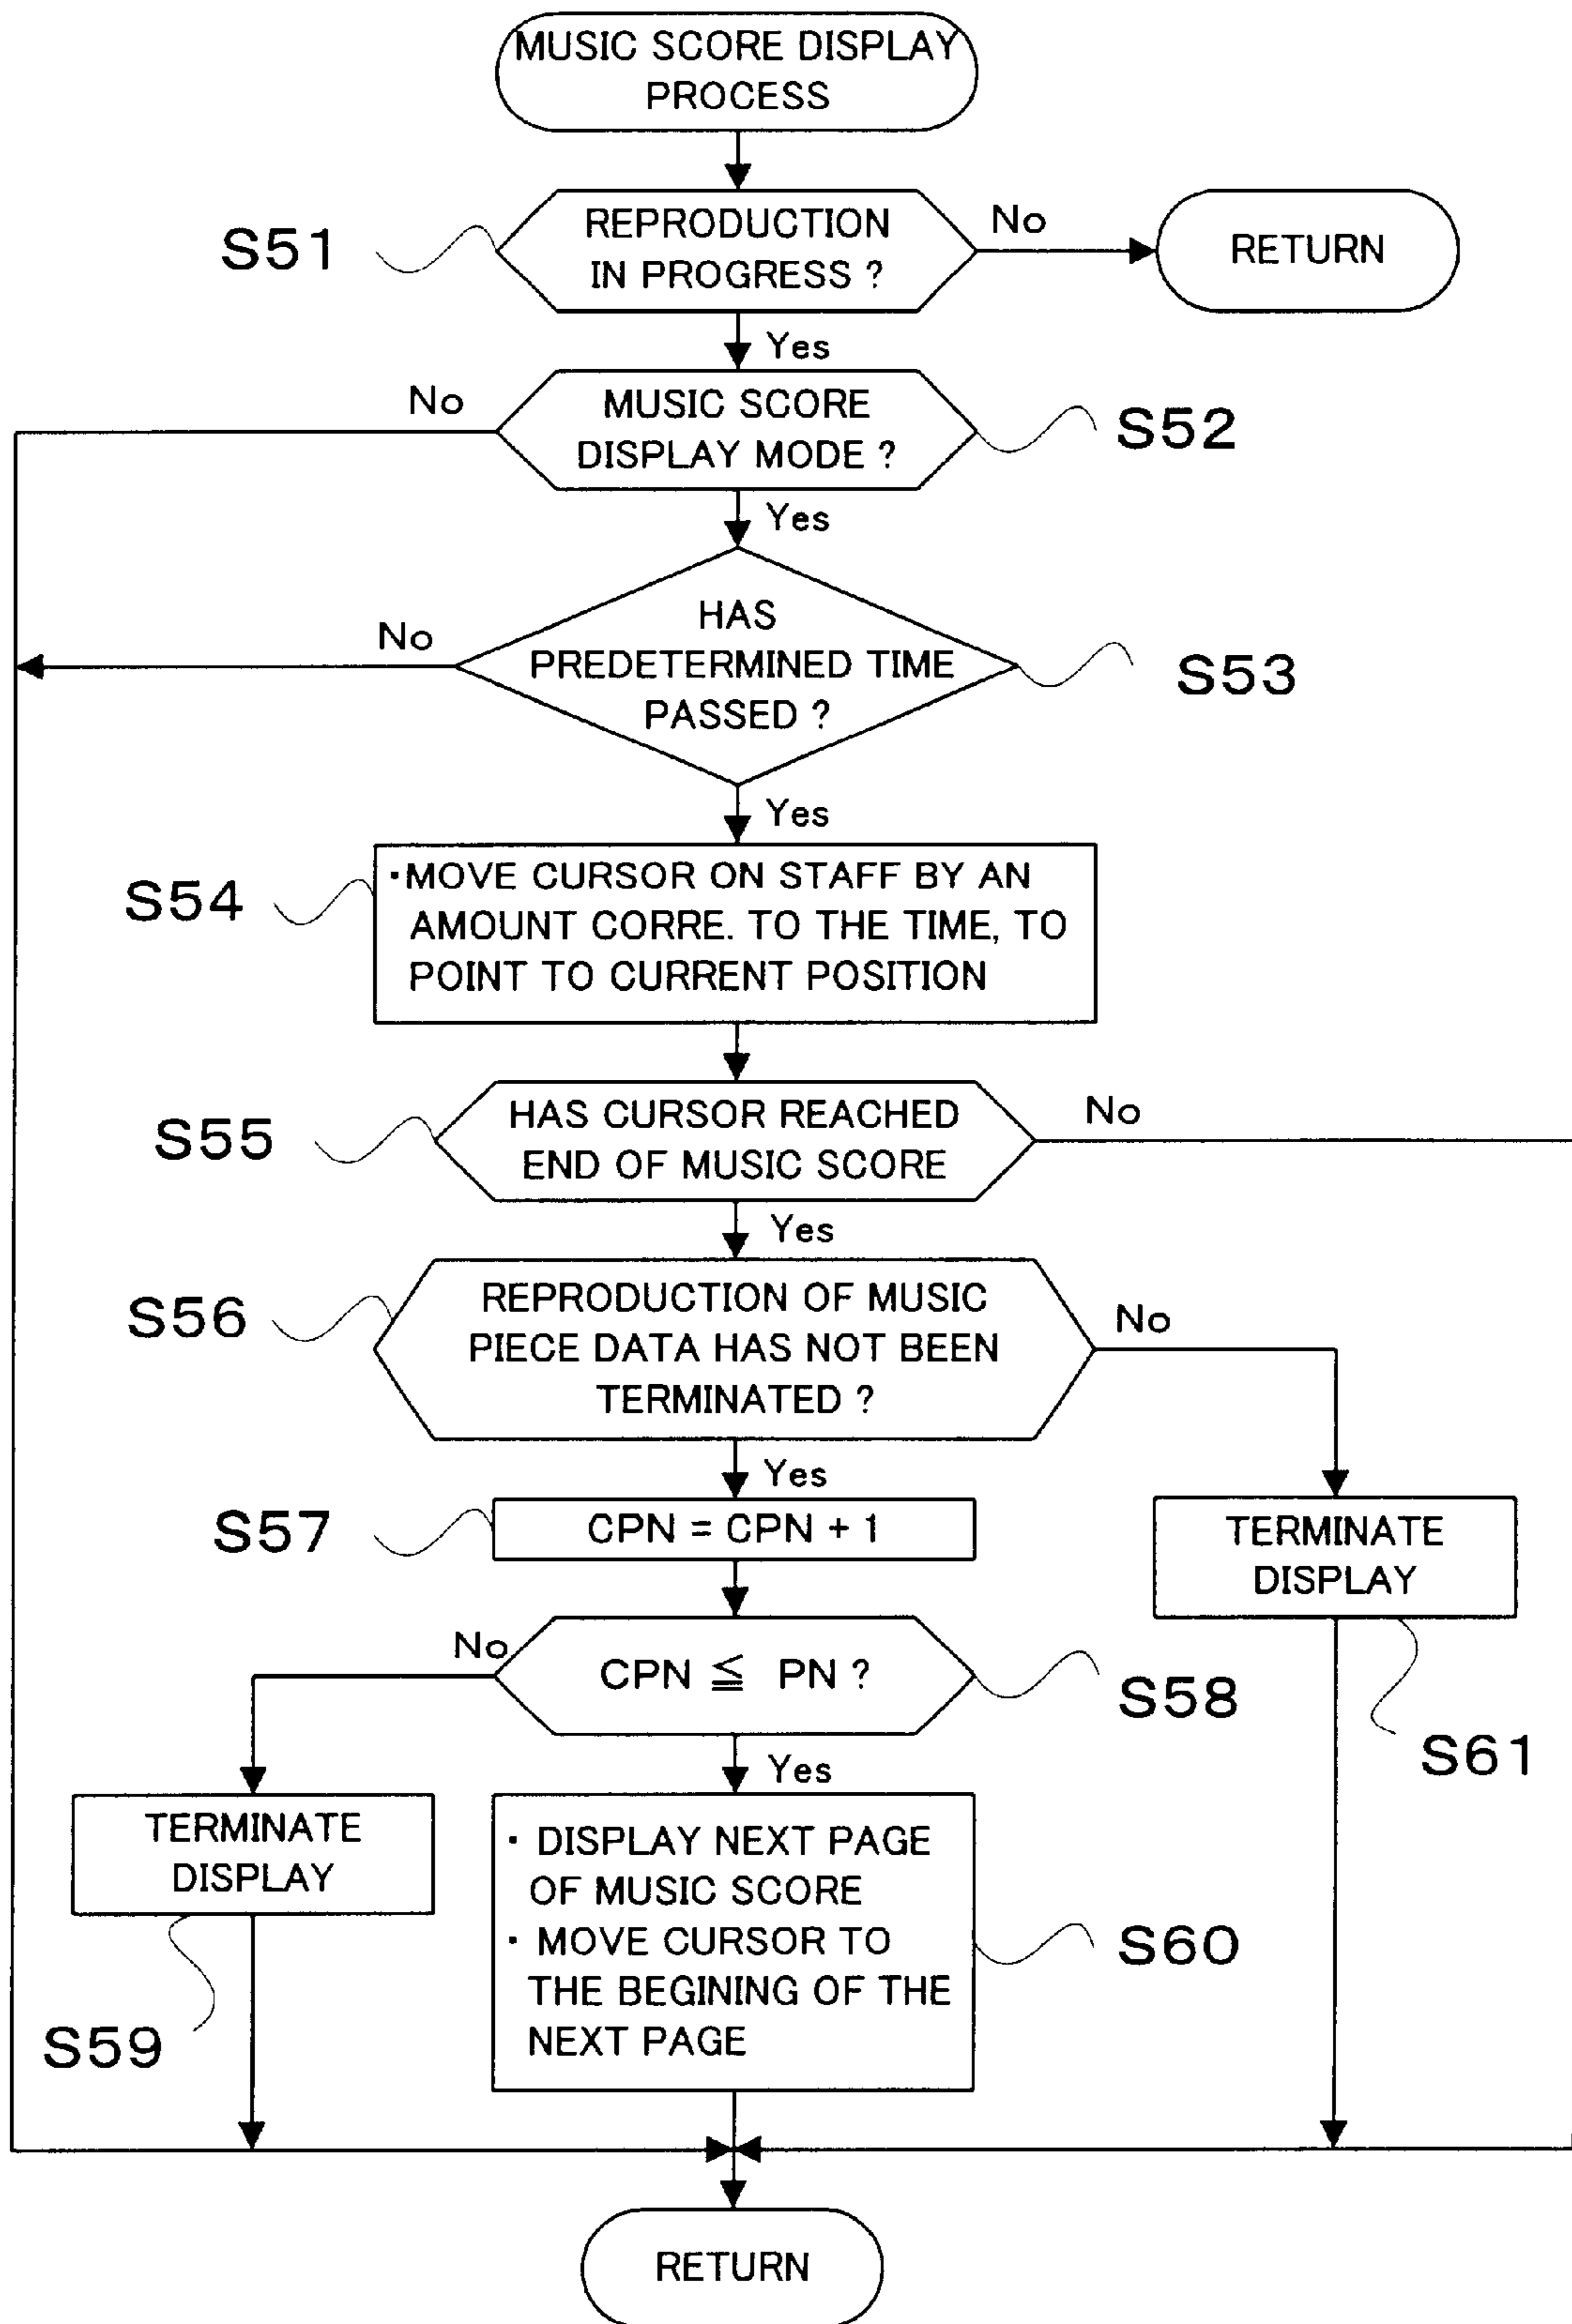 MUSIC SCORE DISPLAY
PROCESS
S51
REPRODUCTION
IN PROGRESS ?
No
RETURN
Yes
No
MUSIC SCORE
DISPLAY MODE ?
S52
Yes
No
HAS
PREDETERMINED TIME
PASSED ?
S53
Yes
S54
・MOVE CURSOR ON STAFF BY AN
AMOUNT CORRE. TO THE TIME, TO
POINT TO CURRENT POSITION
S55
HAS CURSOR REACHED
END OF MUSIC SCORE
No
Yes
S56
REPRODUCTION OF MUSIC
PIECE DATA HAS NOT BEEN
TERMINATED ?
No
Yes
S57
CPN = CPN + 1
TERMINATE
DISPLAY
S61
No
CPN ≦ PN ?
S58
Yes
TERMINATE
DISPLAY
S59
・ DISPLAY NEXT PAGE
OF MUSIC SCORE
・ MOVE CURSOR TO
THE BEGINING OF THE
NEXT PAGE
S60
RETURN